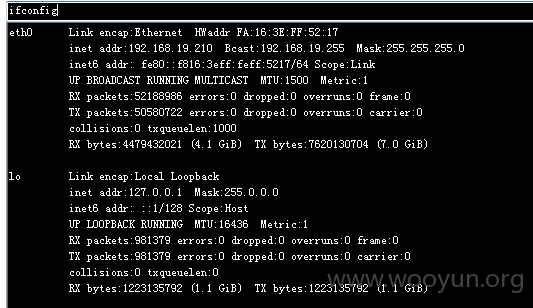 ifconfig
eth0 Link encap:Ethernet HWaddr FA:16:3E:FF:52:17
inet addr:192.168.19.210 Bcast:192.168.19.255 Mask:255.255.255.0
inet6 addr: fe80::f816:3eff:feff:5217/64 Scope:Link
UP BROADCAST RUNNING MULTICAST MTU:1500 Metric:1
RX packets:52188986 errors:0 dropped:0 overruns:0 frame:0
TX packets:50580722 errors:0 dropped:0 overruns:0 carrier:0
collisions:0 txqueuelen:1000
RX bytes:4479432021 (4.1 GiB) TX bytes:7620130704 (7.0 GiB)
lo Link encap:Local Loopback
inet addr:127.0.0.1 Mask:255.0.0.0
inet6 addr: ::1/128 Scope:Host
UP LOOPBACK RUNNING MTU:16436 Metric:1
RX packets:981379 errors:0 dropped:0 overruns:0 frame:0
TX packets:981379 errors:0 dropped:0 overruns:0 carrier:0
collisions:0 txqueuelen:0
RX bytes:1223135792 (1.1 GiB) TX bytes:1223135792 (1.1 GiB)
www.wooyun.org